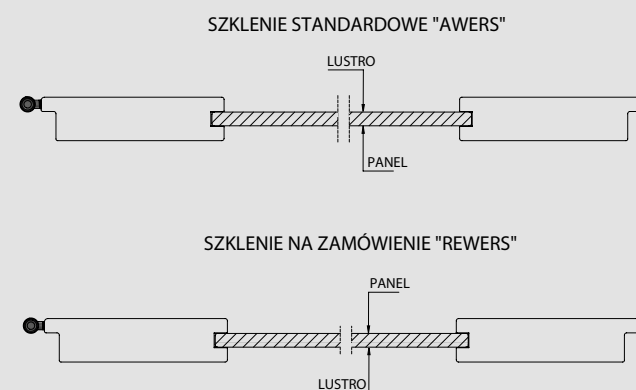 SZKLENIE STANDARDOWE "AWERS"
LUSTRO
PANEL
SZKLENIE NA ZAMÓWIENIE "REWERS"
PANEL
LUSTRO